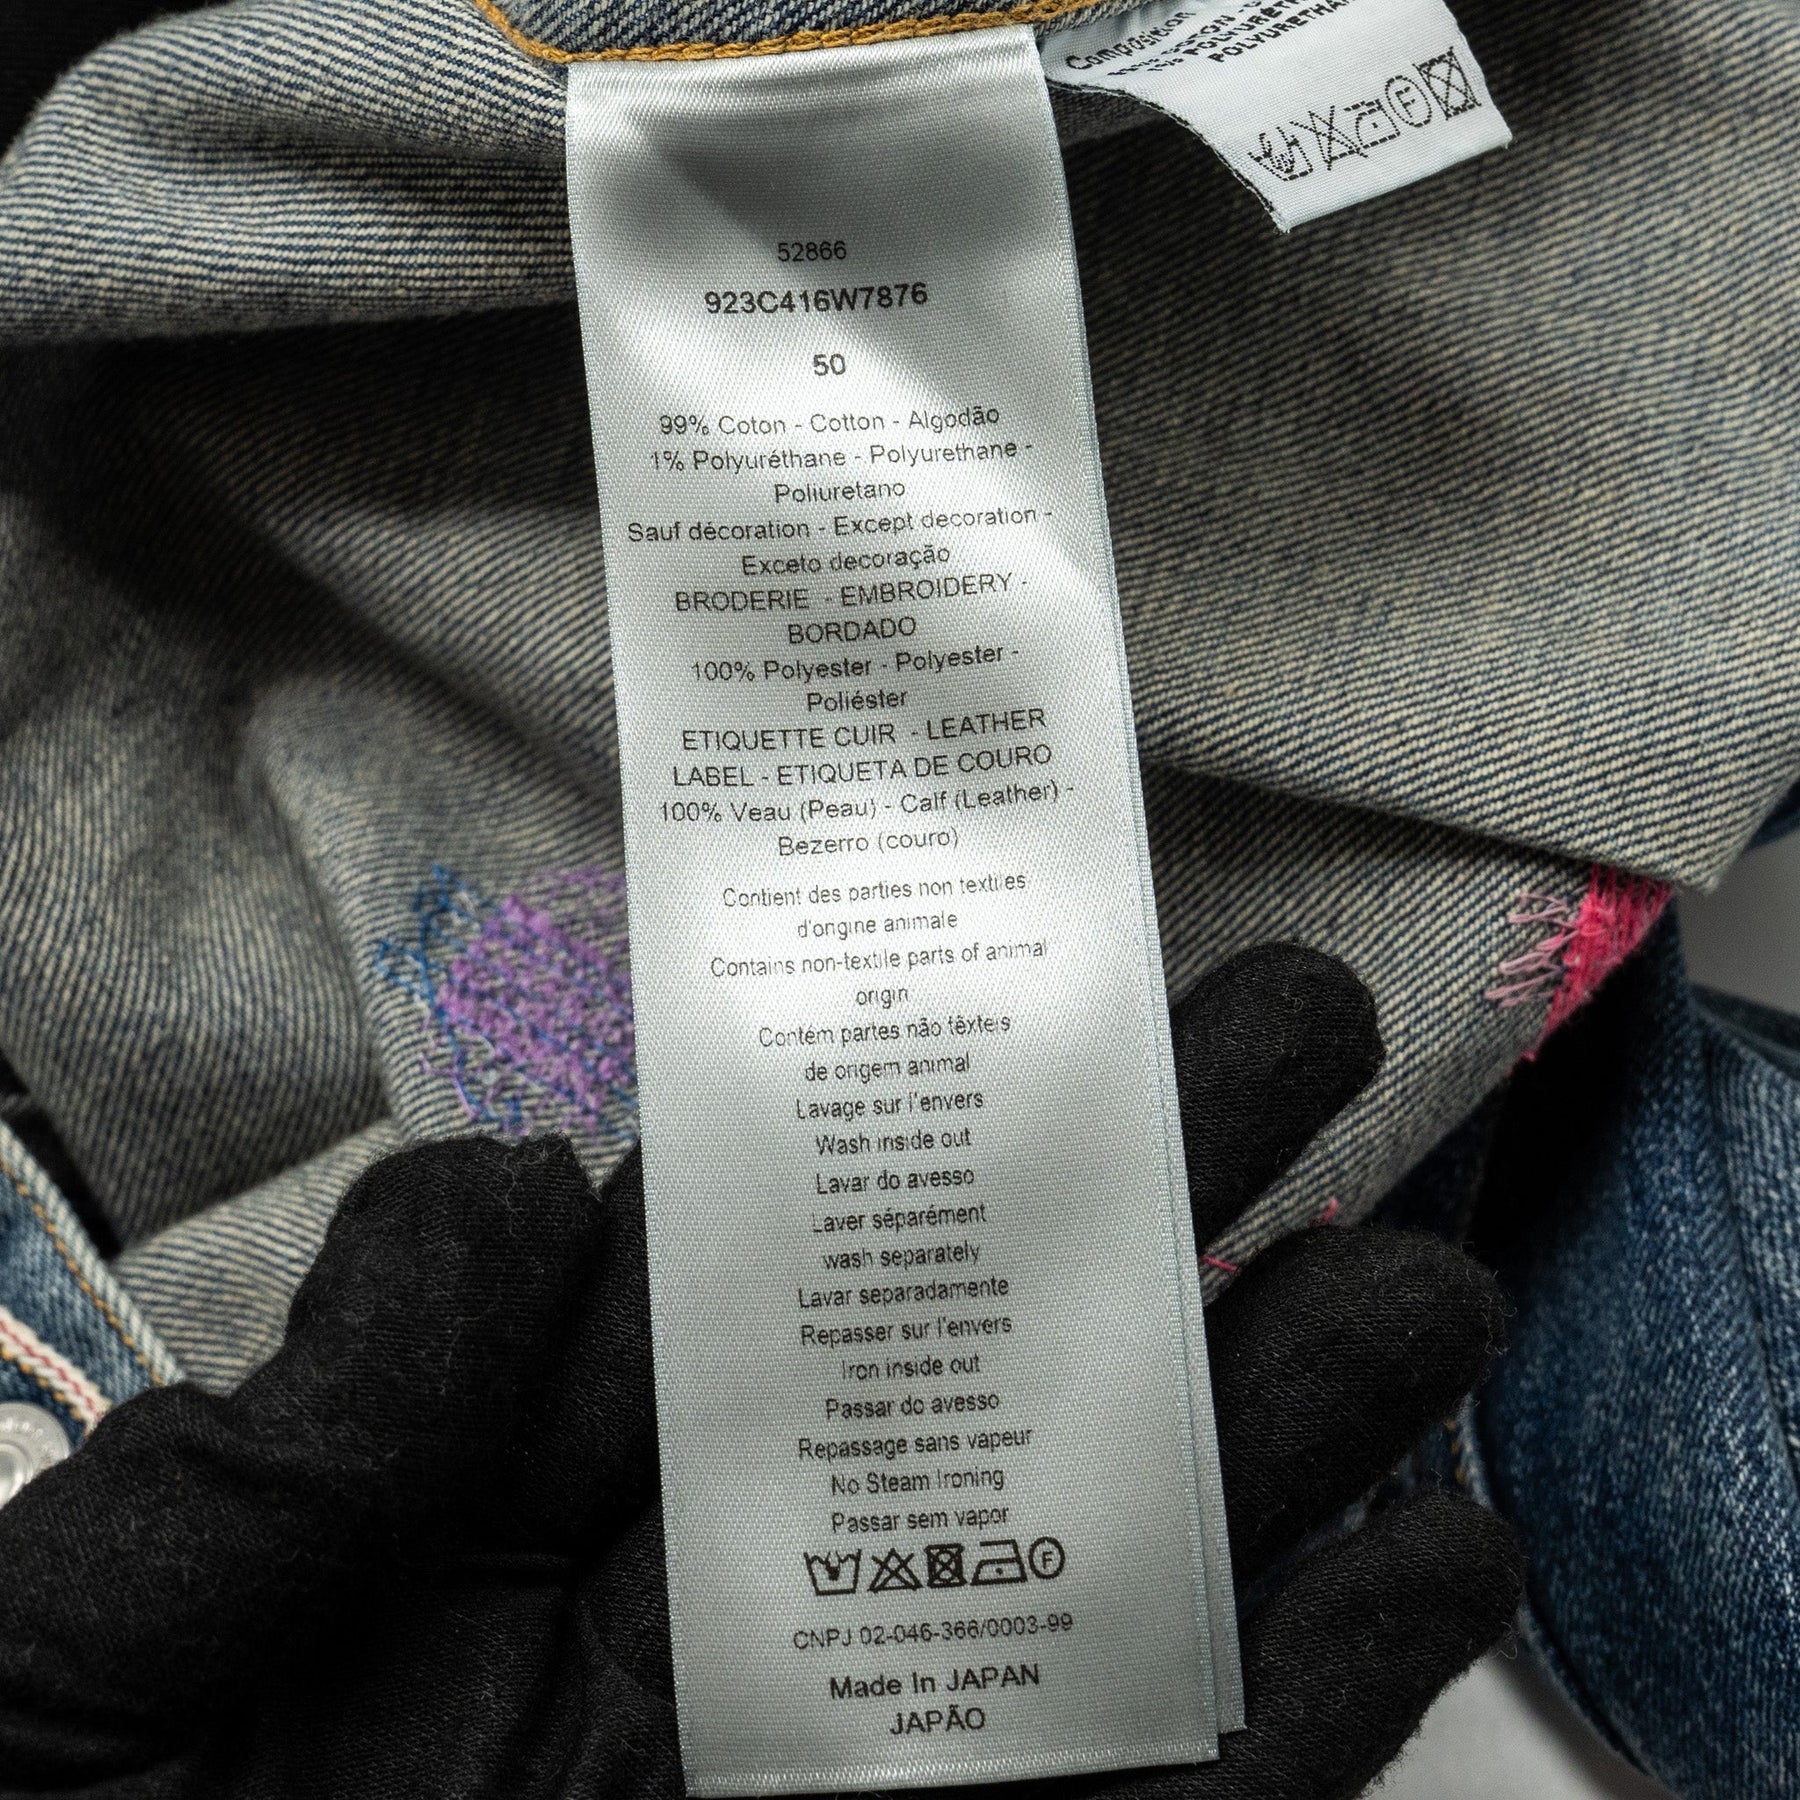 52866
923C416W7876
50
99% Coton - Cotton - Algodão
1% Polyuréthane - Polyurethane -
Poliuretano
Sauf décoration - Except decoration -
Exceto decoração
BRODERIE - EMBROIDERY -
BORDADO
100% Polyester - Polyester -
Poliéster
ETIQUETTE CUIR - LEATHER
LABEL - ETIQUETA DE COURO
100% Veau (Peau) - Calf (Leather) -
Bezerro (couro)
Contient des parties non textiles
d'origine animale
Contains non-textile parts of animal
origin
Contém partes não têxteis
de origem animal
Lavage sur l'envers
Wash inside out
Lavar do avesso
Laver séparément
wash separately
Lavar separadamente
Repasser sur l'envers
Iron inside out
Passar do avesso
Repassage sans vapeur
No Steam Ironing
Passar sem vapor
F
CNPJ 02-046-366/0003-99
Made In JAPAN
JAPÃO
Composition
POLYURETHAN
F